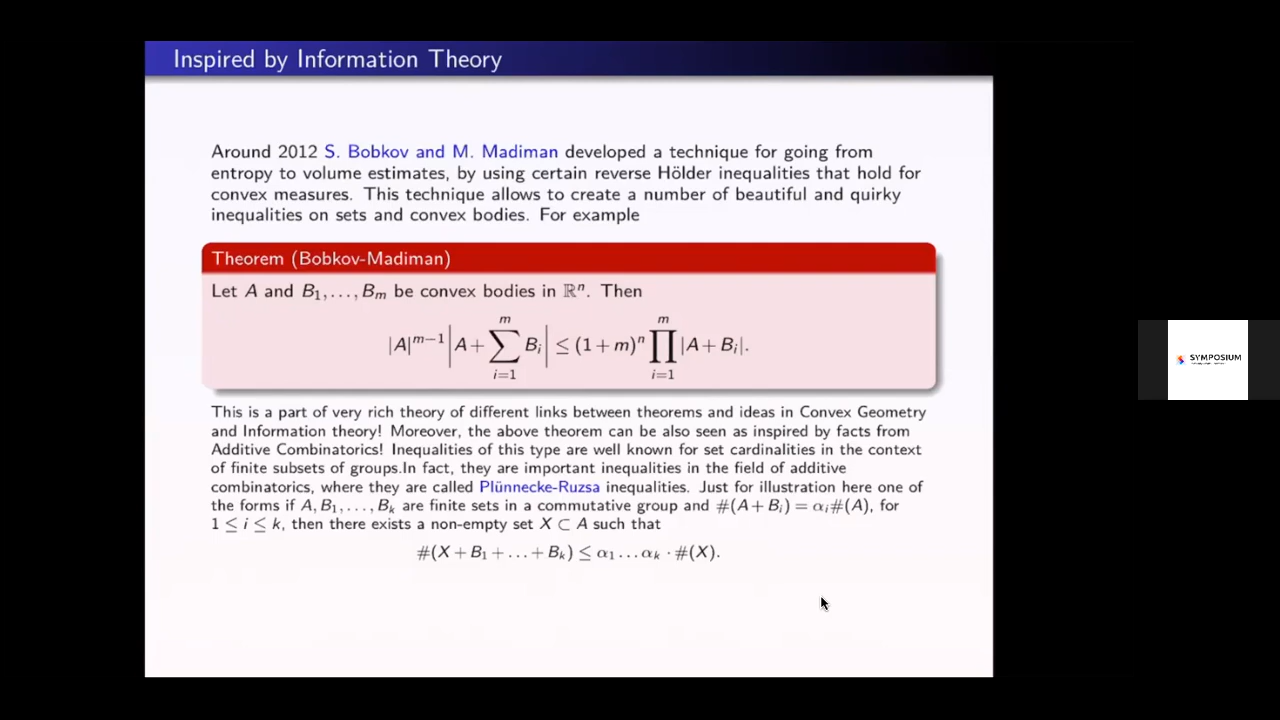 Inspired by Information Theory
Around 2012 S. Bobkov and M. Madiman developed a technique for going from
entropy to volume estimates, by using certain reverse Hölder inequalities that hold for
convex measures. This technique allows to create a number of beautiful and quirky
inequalities on sets and convex bodies. For example
Theorem (Bobkov-Madiman)
Let A and B₁,...,Bₘ be convex bodies in ℝⁿ. Then
|A|^{m−1} |A + ∑_{i=1}^{m} B_i| ≤ (1+m)^n ∏_{i=1}^{m} |A + B_i|.
This is a part of very rich theory of different links between theorems and ideas in Convex Geometry
and Information theory! Moreover, the above theorem can be also seen as inspired by facts from
Additive Combinatorics! Inequalities of this type are well known for set cardinalities in the context
of finite subsets of groups.In fact, they are important inequalities in the field of additive
combinatorics, where they are called Plünnecke-Ruzsa inequalities. Just for illustration here one of
the forms if A, B₁,...,Bₖ are finite sets in a commutative group and #(A + B_i) = α_i#(A), for
1 ≤ i ≤ k, then there exists a non-empty set X ⊂ A such that
#(X + B₁ + ... + Bₖ) ≤ α₁...αₖ · #(X).
SYMPOSIUM